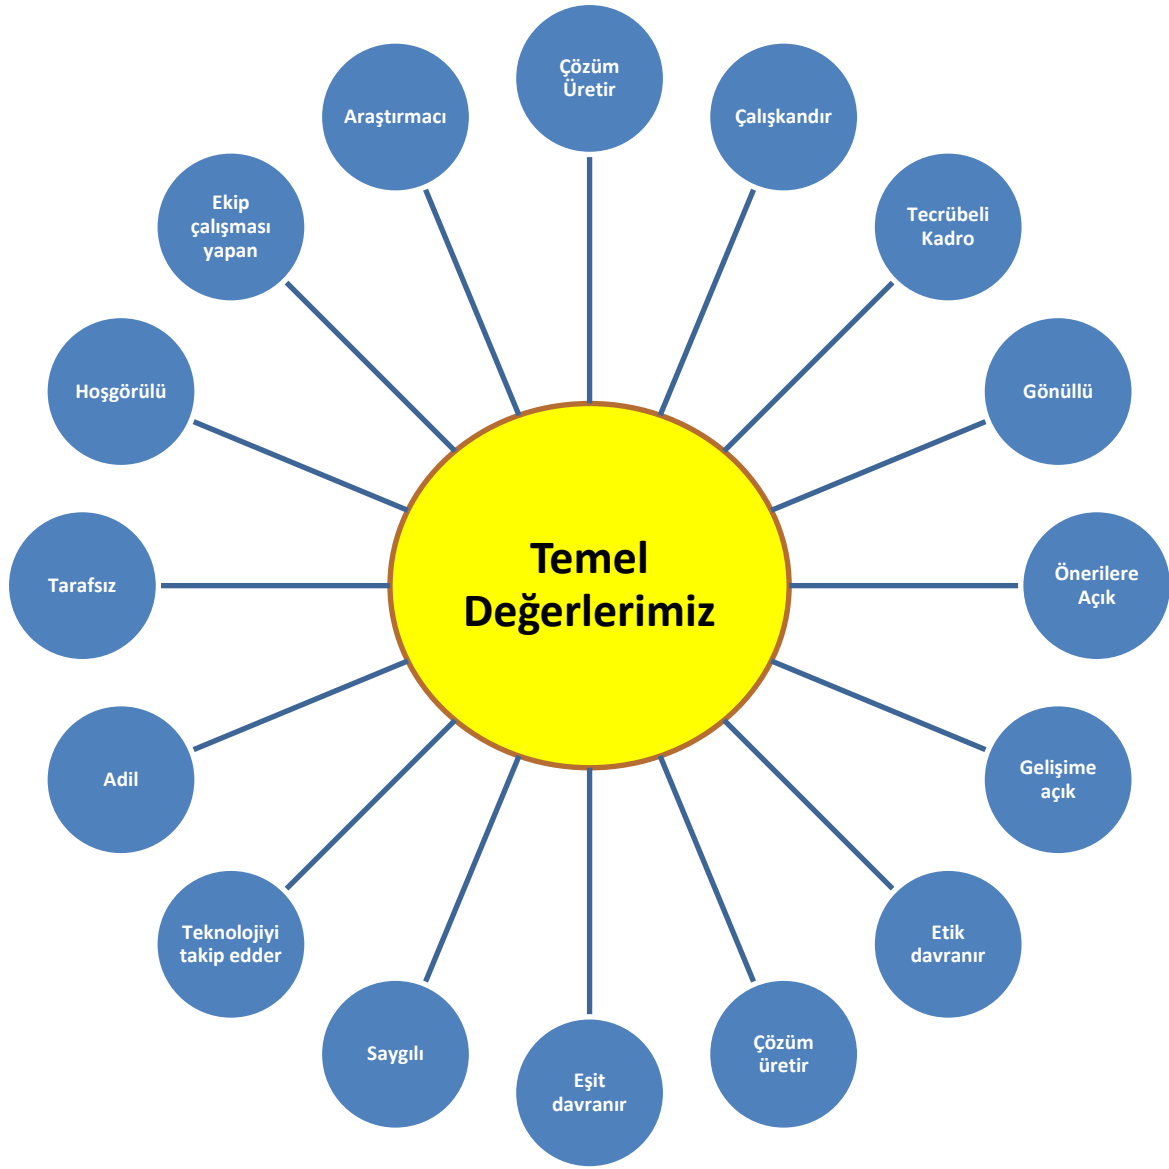 Çözüm
Üretir
Çalışkandır
Tecrübeli
Kadro
Gönüllü
Önerilere
Açık
Gelişime
açık
Etik
davranır
Çözüm
üretir
Eşit
davranır
Saygılı
Teknolojiyi
takip edder
Adil
Tarafsız
Hoşgörülü
Ekip
çalışması
yapan
Araştırmacı
Temel
Değerlerimiz